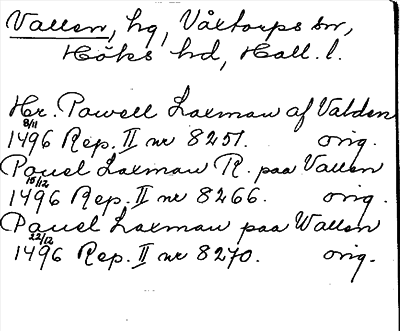 Vallen, hg, Våxtorps sn,
Höks hd, Hall. l.
Hr. Powell Laxman af Valden
8/11 1496 Rep. II nr 8251. orig.
Pauel Laxman R. paa Vallen
10/12 1496 Rep. II nr 8266. orig.
Pauel Laxman paa Wallen
22/12 1496 Rep. II nr 8270. orig.